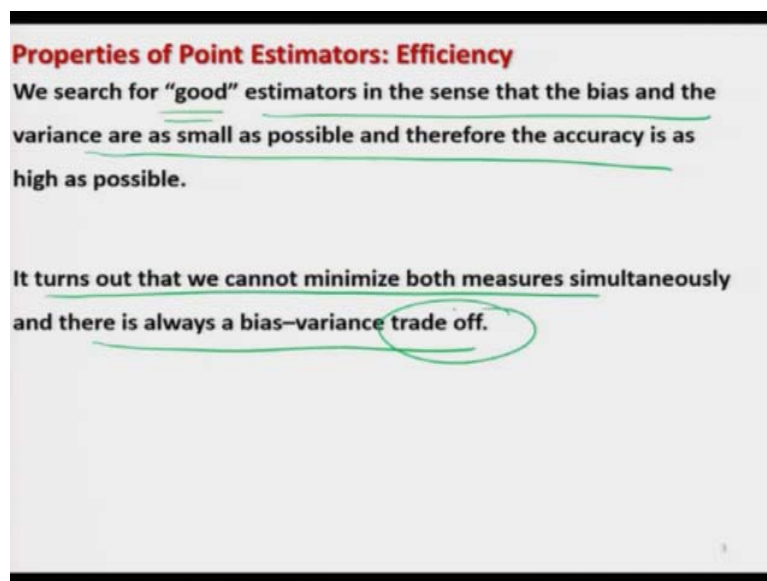 Properties of Point Estimators: Efficiency
We search for “good” estimators in the sense that the bias and the
variance are as small as possible and therefore the accuracy is as
high as possible.
It turns out that we cannot minimize both measures simultaneously
and there is always a bias–variance trade off.